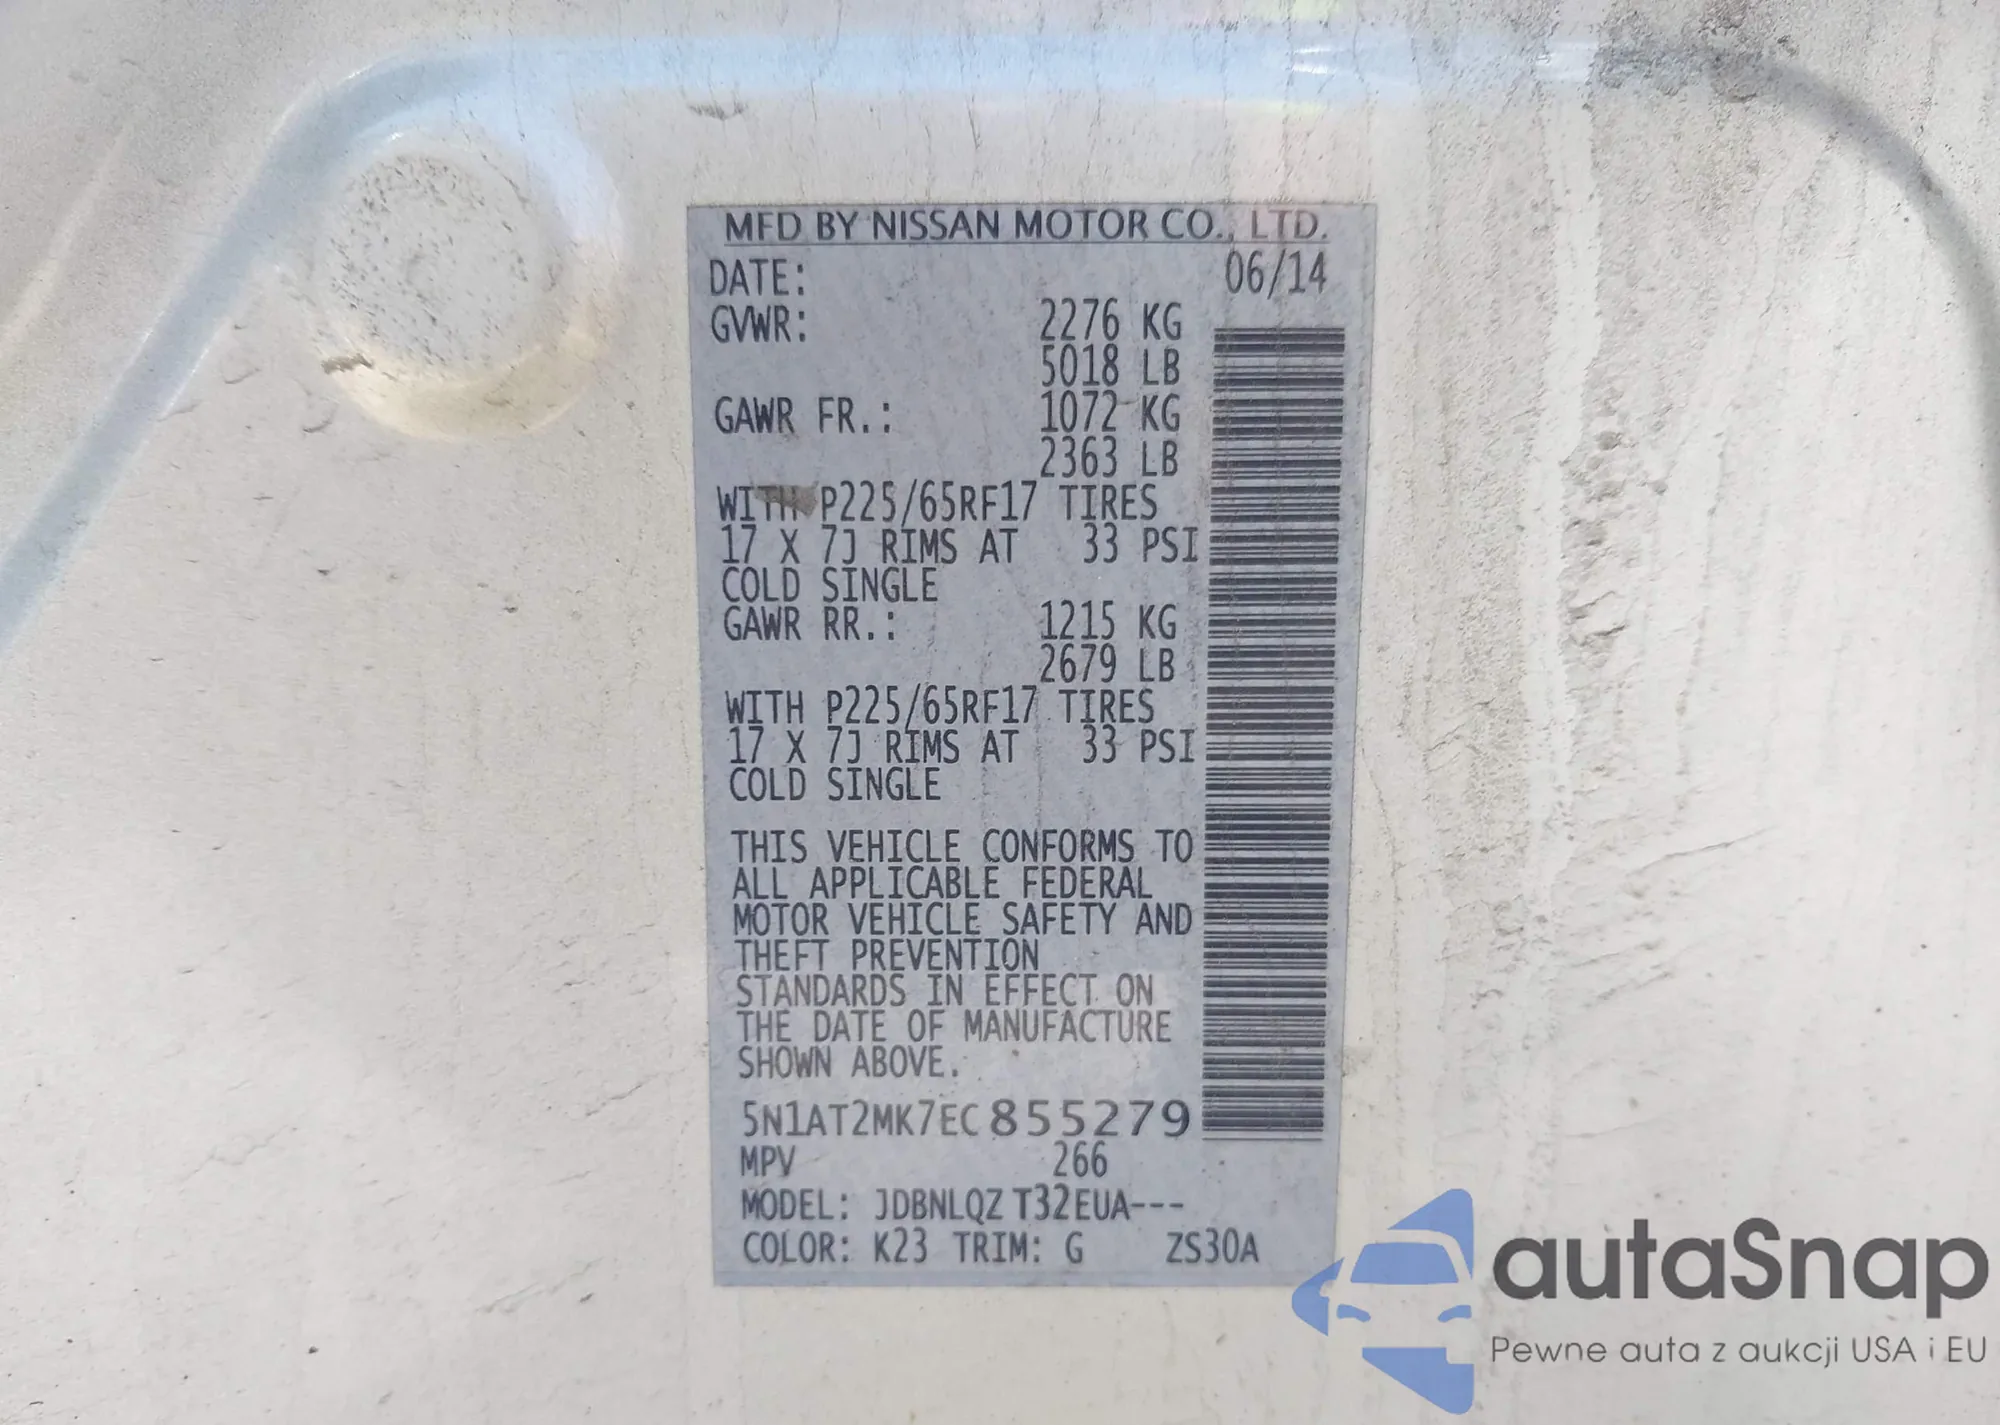 MFD BY NISSAN MOTOR CO., LTD.
DATE: 06/14
GVWR: 2276 KG
5018 LB
GAWR FR.: 1072 KG
2363 LB
WITH P225/65RF17 TIRES
17 X 7J RIMS AT 33 PSI
COLD SINGLE
GAWR RR.: 1215 KG
2679 LB
WITH P225/65RF17 TIRES
17 X 7J RIMS AT 33 PSI
COLD SINGLE
THIS VEHICLE CONFORMS TO
ALL APPLICABLE FEDERAL
MOTOR VEHICLE SAFETY AND
THEFT PREVENTION
STANDARDS IN EFFECT ON
THE DATE OF MANUFACTURE
SHOWN ABOVE.
5N1AT2MK7EC855279
MPV 266
MODEL: JDBNLQZ T32EUA---
COLOR: K23 TRIM: G ZS30A
autaSnap
Pewne auta z aukcji USA i EU